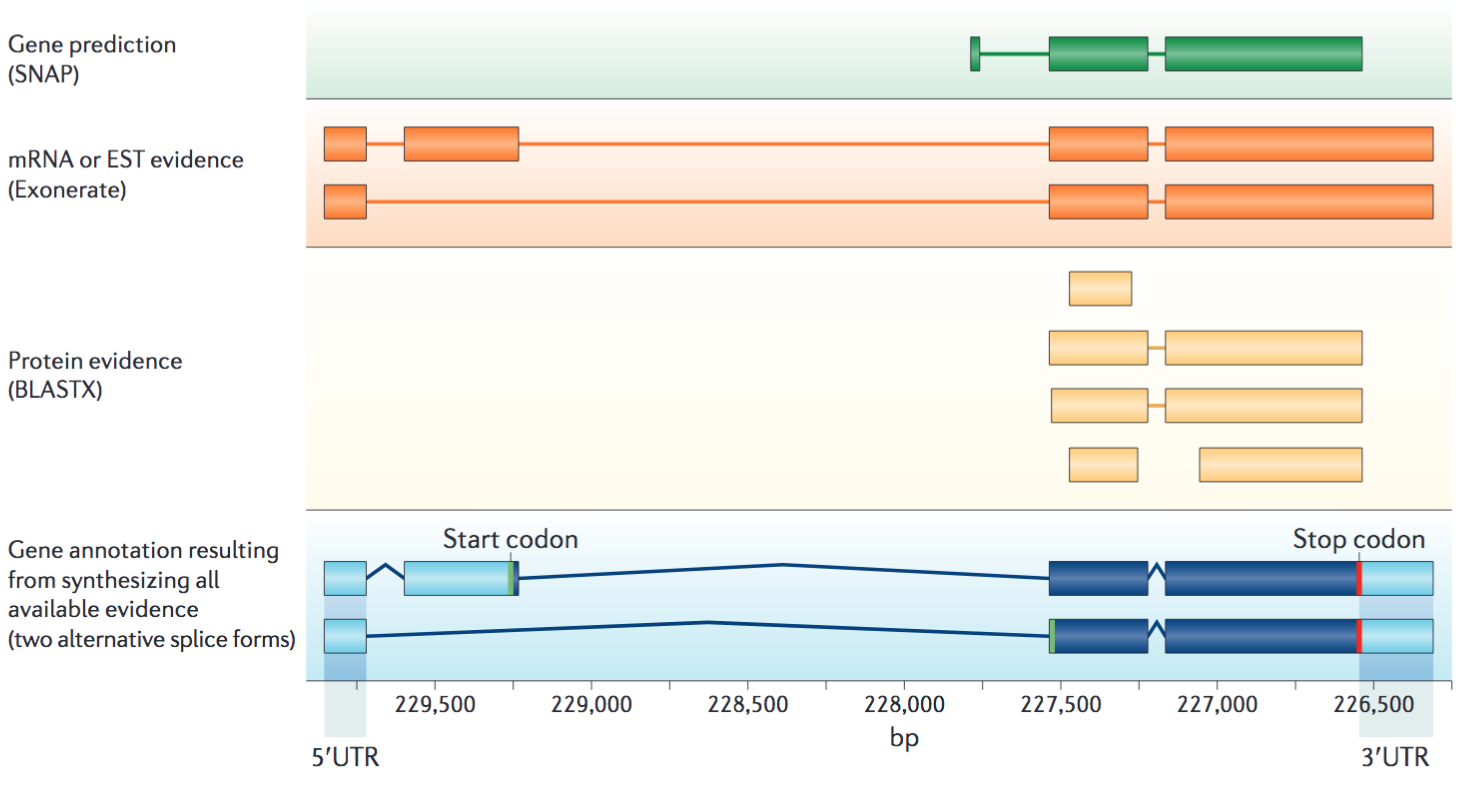 Gene prediction
(SNAP)
mRNA or EST evidence
(Exonerate)
Protein evidence
(BLASTX)
Gene annotation resulting
from synthesizing all
available evidence
(two alternative splice forms)
Start codon
Stop codon
229,500
229,000
228,500
228,000
227,500
227,000
226,500
bp
5′UTR
3′UTR